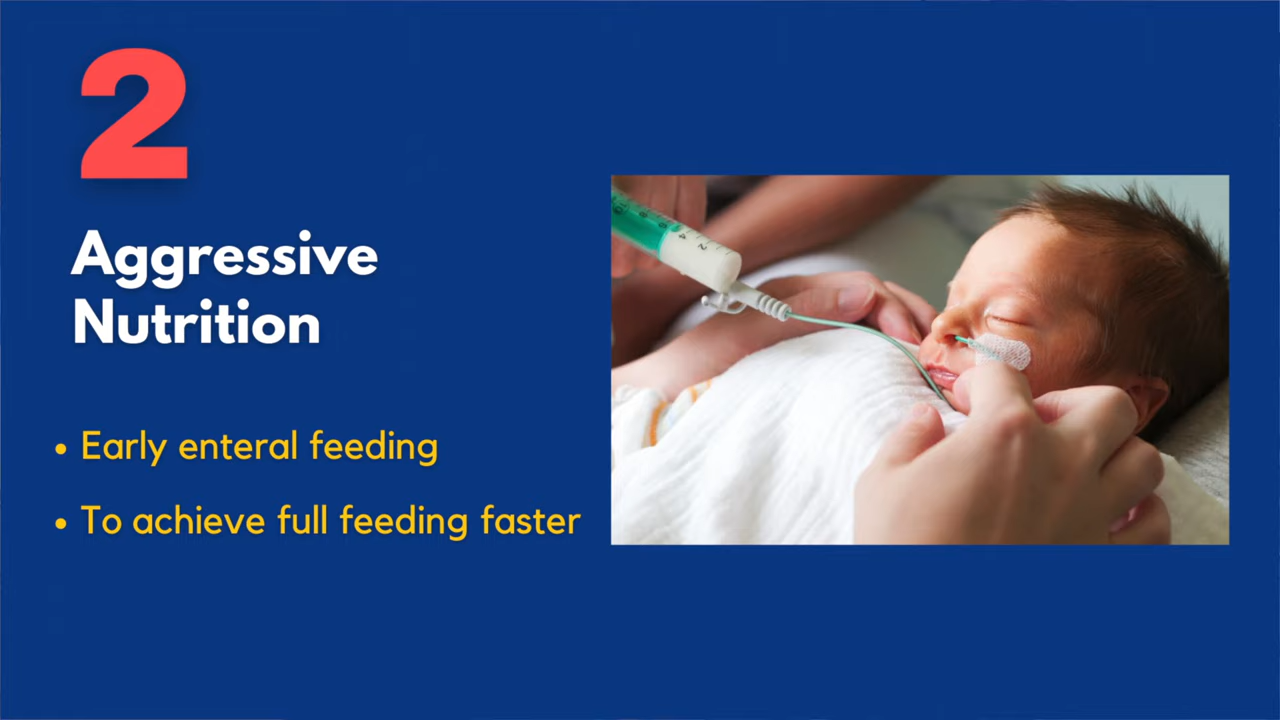 2
Aggressive
Nutrition
• Early enteral feeding
• To achieve full feeding faster